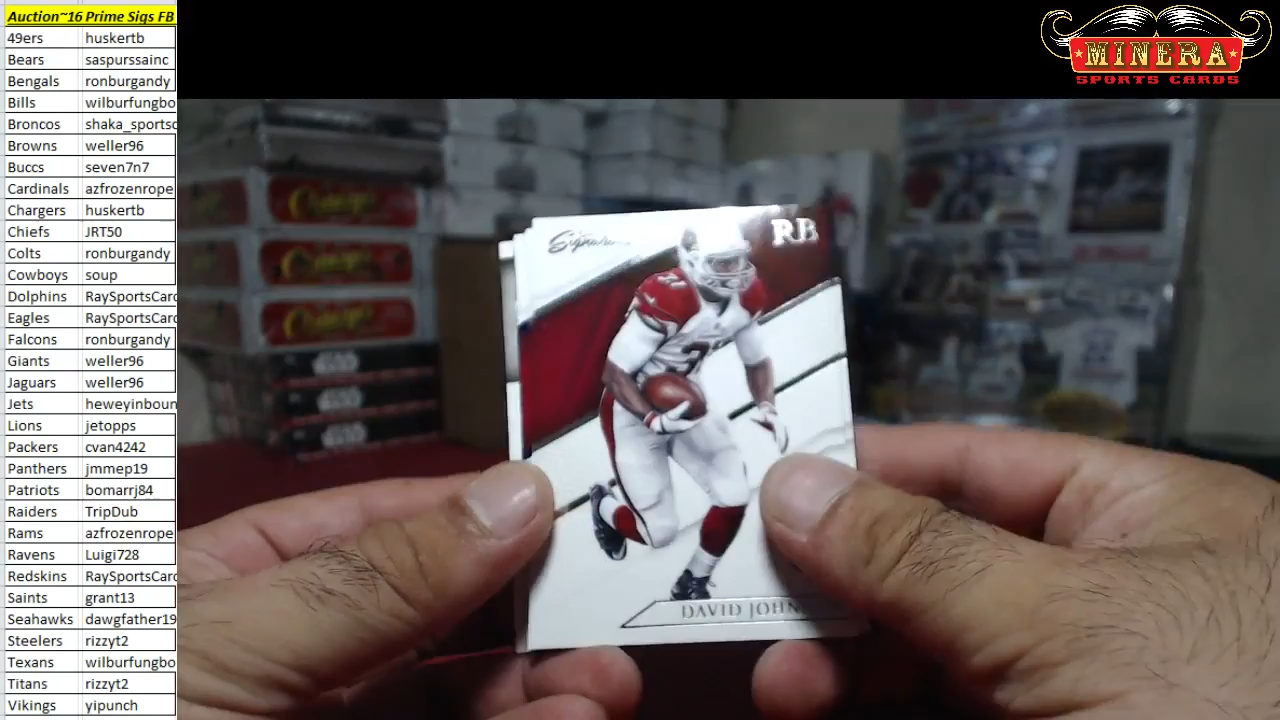 Auction~16 Prime Sigs FB
49ers huskertb
Bears saspurssainc
Bengals ronburgandy
Bills wilburfungbo
Broncos shaka_sportsc
Browns weller96
Buccs seven7n7
Cardinals azfrozenrope
Chargers huskertb
Chiefs JRT50
Colts ronburgandy
Cowboys soup
Dolphins RaySportsCard
Eagles RaySportsCard
Falcons ronburgandy
Giants weller96
Jaguars weller96
Jets heweyinboun
Lions jetopps
Packers cvan4242
Panthers jmmep19
Patriots bomarrj84
Raiders TripDub
Rams azfrozenrope
Ravens Luigi728
Redskins RaySportsCard
Saints grant13
Seahawks dawgfather19
Steelers rizzyt2
Texans wilburfungbo
Titans rizzyt2
Vikings yipunch
MINERA
SPORTS CARDS
RB
DAVID JOHN